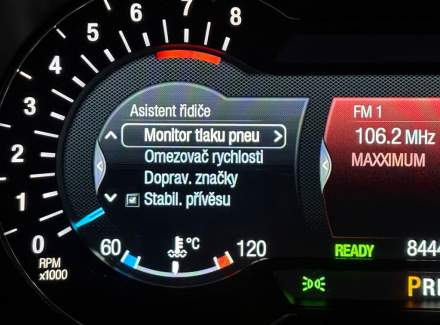 8
7
6
5
4
3
2
1
0
RPM
x1000
Asistent řidiče
Monitor tlaku pneu
Omezovač rychlosti
Doprav. značky
Stabil. přívěsu
60
°C
120
FM 1
106.2 MHz
MAXXIMUM
READY
8444
PRI